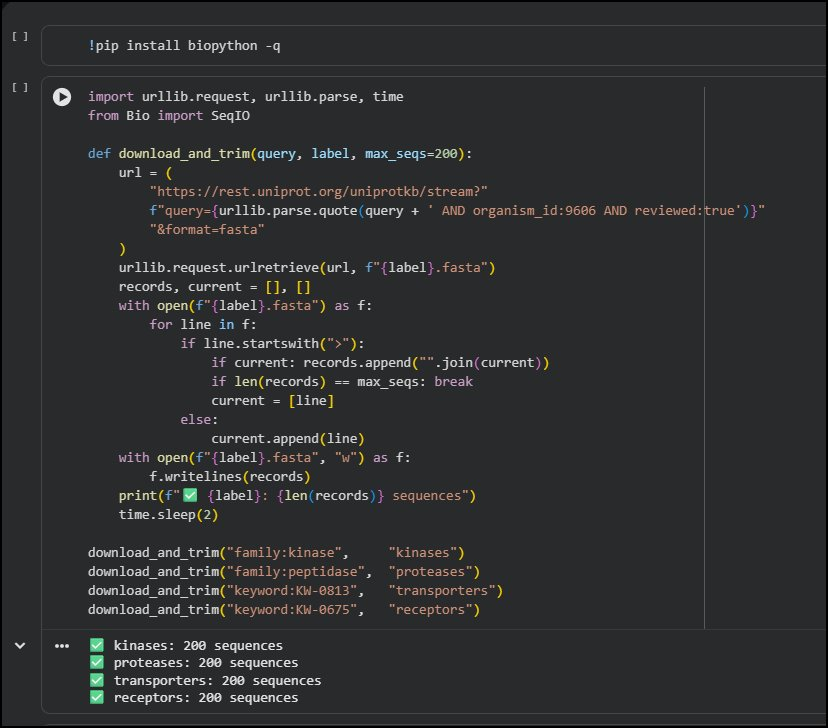 [ ]
!pip install biopython -q
[ ]
import urllib.request, urllib.parse, time
from Bio import SeqIO

def download_and_trim(query, label, max_seqs=200):
    url = (
        "https://rest.uniprot.org/uniprotkb/stream?"
        f"query={urllib.parse.quote(query + ' AND organism_id:9606 AND reviewed:true')}"
        "&format=fasta"
    )
    urllib.request.urlretrieve(url, f"{label}.fasta")
    records, current = [], []
    with open(f"{label}.fasta") as f:
        for line in f:
            if line.startswith(">"):
                if current: records.append("".join(current))
                if len(records) == max_seqs: break
                current = [line]
            else:
                current.append(line)
    with open(f"{label}.fasta", "w") as f:
        f.writelines(records)
    print(f"✅ {label}: {len(records)} sequences")
    time.sleep(2)

download_and_trim("family:kinase",     "kinases")
download_and_trim("family:peptidase",  "proteases")
download_and_trim("keyword:KW-0813",   "transporters")
download_and_trim("keyword:KW-0675",   "receptors")
✅ kinases: 200 sequences
✅ proteases: 200 sequences
✅ transporters: 200 sequences
✅ receptors: 200 sequences